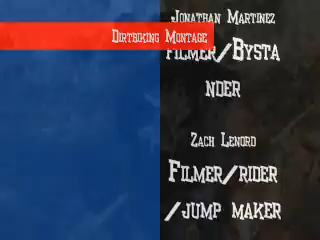 Jonathan Martinez
Dirtbiking Montage
Filmer/Bysta
nder
Zach Lenord
Filmer/rider
/jump maker